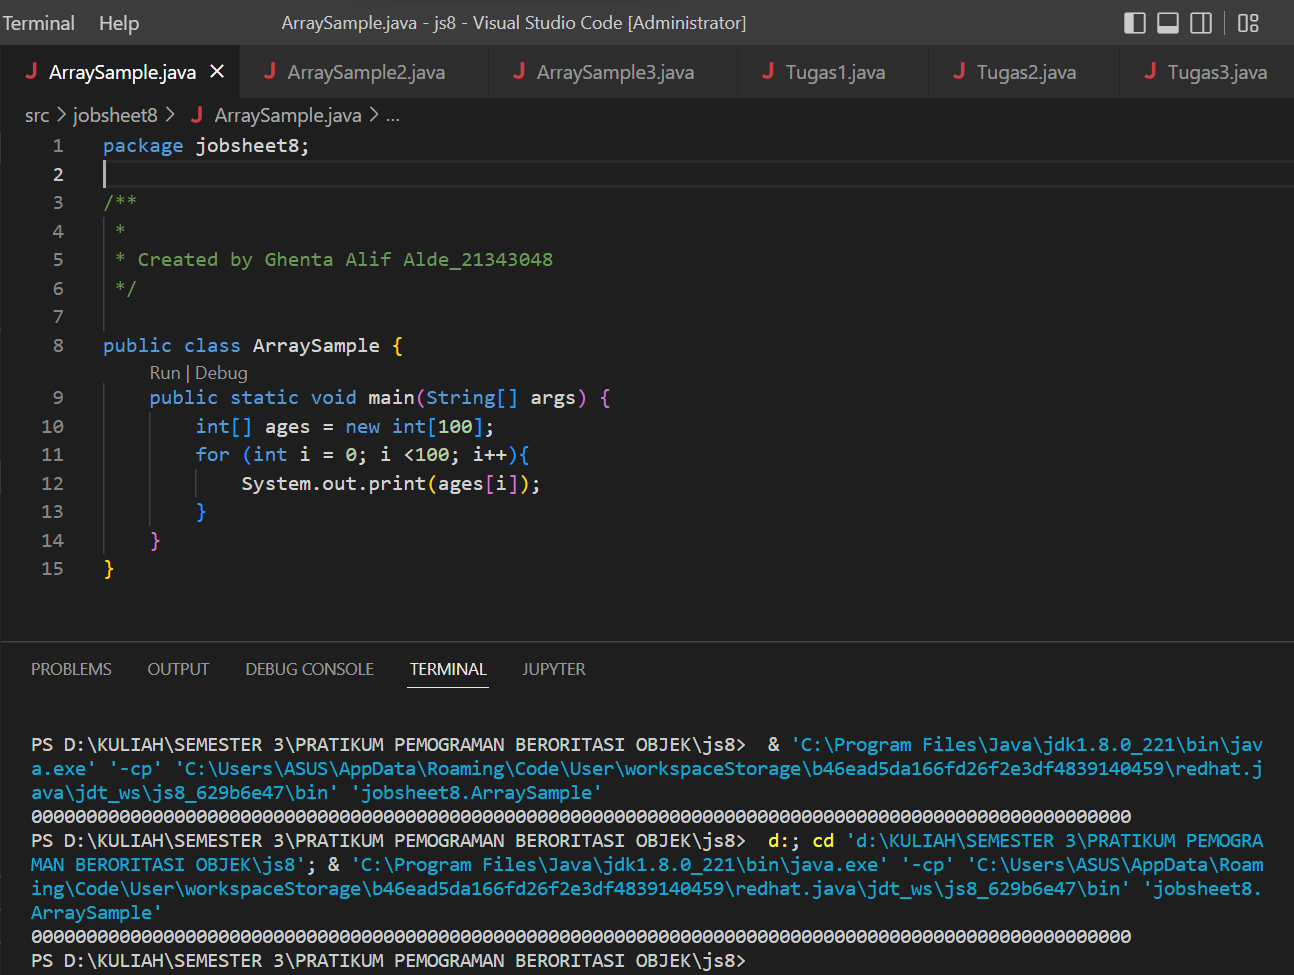 Terminal Help ArraySample.java - js8 - Visual Studio Code [Administrator]
J ArraySample.java J ArraySample2.java J ArraySample3.java J Tugas1.java J Tugas2.java J Tugas3.java
src > jobsheet8 > J ArraySample.java > ...
1 package jobsheet8;
2
3 /**
4 *
5 * Created by Ghenta Alif Alde_21343048
6 */
7
8 public class ArraySample {
Run | Debug
9 public static void main(String[] args) {
10 int[] ages = new int[100];
11 for (int i = 0; i <100; i++){
12 System.out.print(ages[i]);
13 }
14 }
15 }
PROBLEMS OUTPUT DEBUG CONSOLE TERMINAL JUPYTER
PS D:\KULIAH\SEMESTER 3\PRATIKUM PEMOGRAMAN BERORITASI OBJEK\js8> & 'C:\Program Files\Java\jdk1.8.0_221\bin\jav
a.exe' '-cp' 'C:\Users\ASUS\AppData\Roaming\Code\User\workspaceStorage\b46ead5da166fd26f2e3df4839140459\redhat.j
ava\jdt_ws\js8_629b6e47\bin' 'jobsheet8.ArraySample'
0000000000000000000000000000000000000000000000000000000000000000000000000000000000000000000000000000
PS D:\KULIAH\SEMESTER 3\PRATIKUM PEMOGRAMAN BERORITASI OBJEK\js8> d:; cd 'd:\KULIAH\SEMESTER 3\PRATIKUM PEMOGRA
MAN BERORITASI OBJEK\js8'; & 'C:\Program Files\Java\jdk1.8.0_221\bin\java.exe' '-cp' 'C:\Users\ASUS\AppData\Roam
ing\Code\User\workspaceStorage\b46ead5da166fd26f2e3df4839140459\redhat.java\jdt_ws\js8_629b6e47\bin' 'jobsheet8.
ArraySample'
0000000000000000000000000000000000000000000000000000000000000000000000000000000000000000000000000000
PS D:\KULIAH\SEMESTER 3\PRATIKUM PEMOGRAMAN BERORITASI OBJEK\js8>